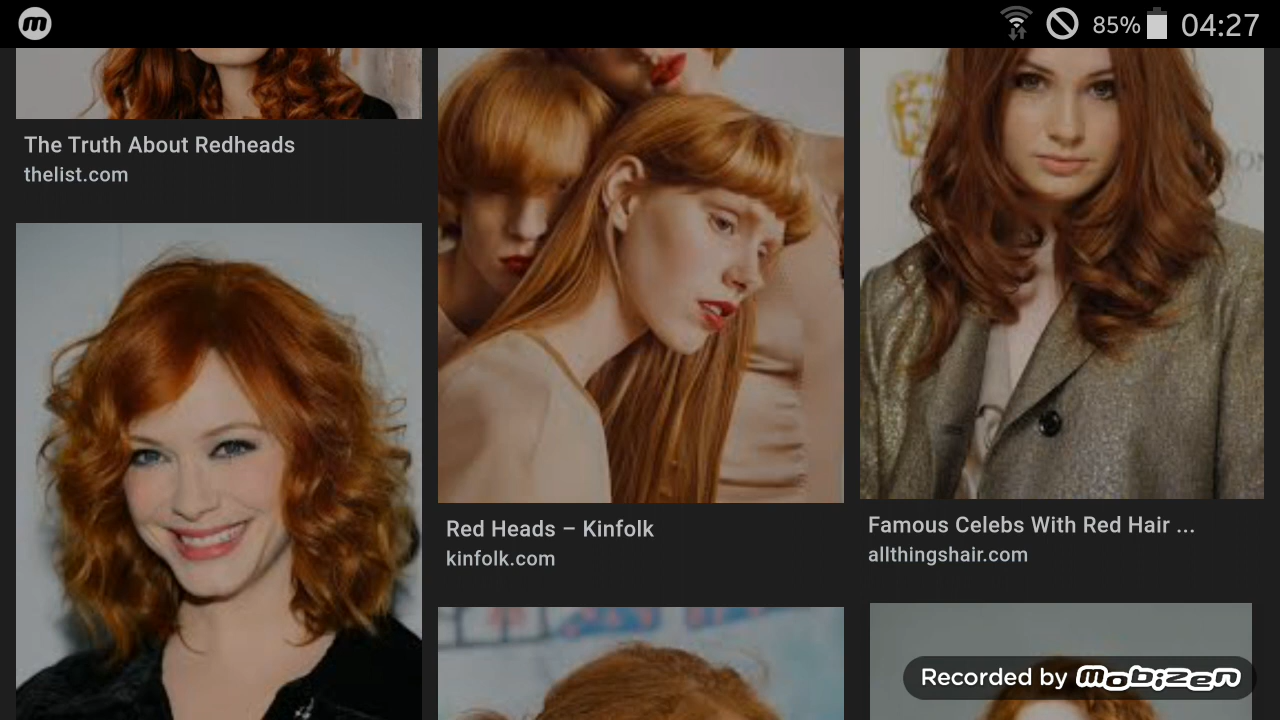 85% 04:27
The Truth About Redheads
thelist.com
Red Heads – Kinfolk
kinfolk.com
Famous Celebs With Red Hair ...
allthingshair.com
Recorded by mobizen